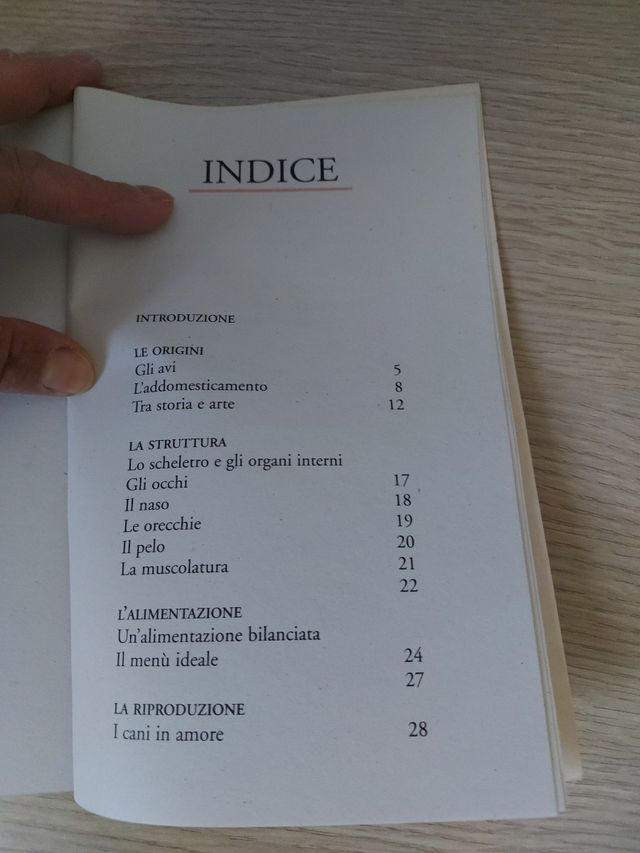 INDICE
INTRODUZIONE
LE ORIGINI
Gli avi 5
L'addomesticamento 8
Tra storia e arte 12
LA STRUTTURA
Lo scheletro e gli organi interni 17
Gli occhi 18
Il naso 19
Le orecchie 20
Il pelo 21
La muscolatura 22
L'ALIMENTAZIONE
Un'alimentazione bilanciata 24
Il menù ideale 27
LA RIPRODUZIONE
I cani in amore 28